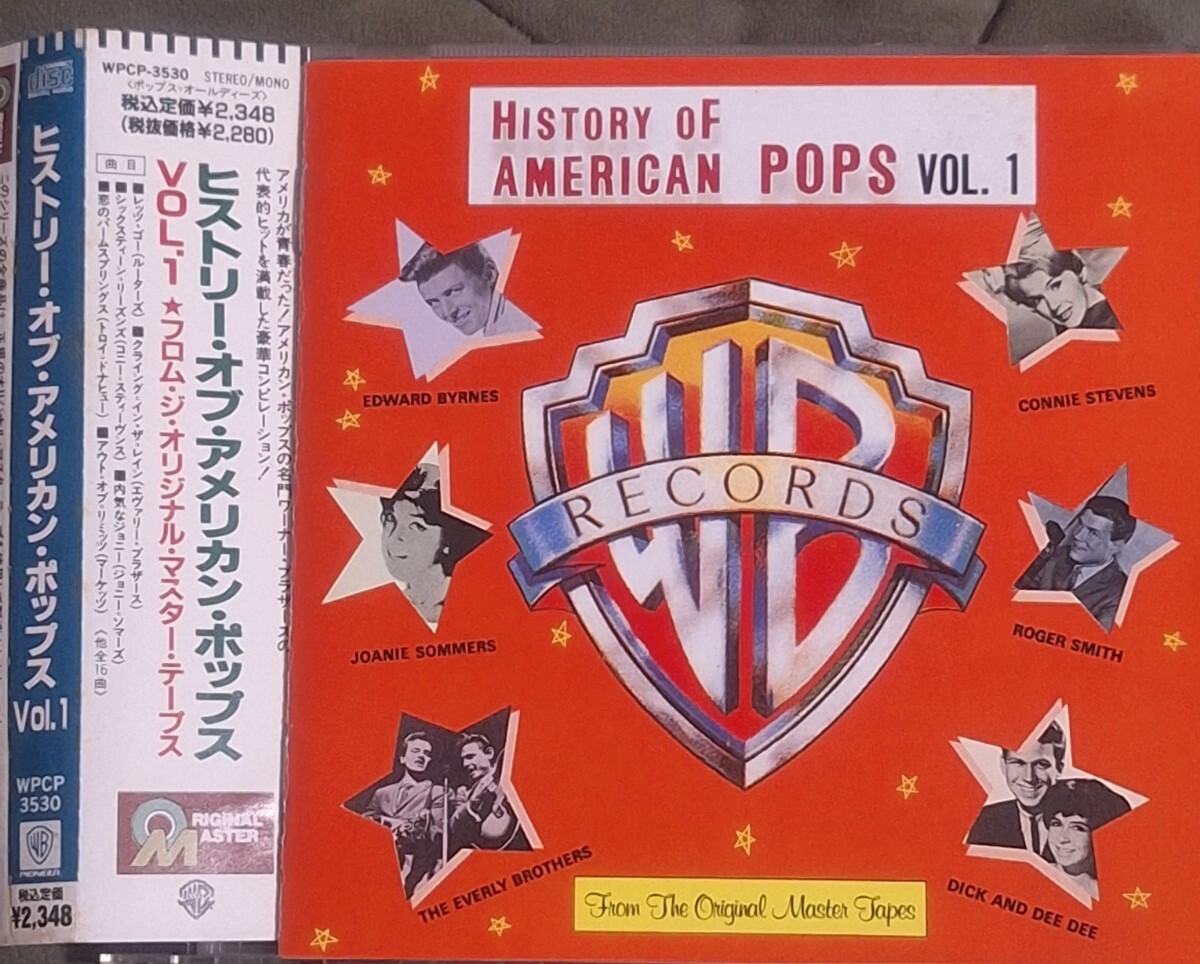 disc
ヒストリー・オブ・アメリカン・ポップス
Vol.1
WPCP
3530
WB
PIONEER
税込定価
¥2,348
WPCP-3530 STEREO/MONO
〈ポップス・オールディーズ〉
税込定価¥2,348
(税抜価格¥2,280)
アメリカが青春だった!アメリカン・ポップスの名門ワーナー・ブラザースの
代表的ヒットを満載した豪華コンピレーション!
ヒストリー・オブ・アメリカン・ポップス
VOL.1★フロム・ジ・オリジナル・マスター・テープス
曲目
■レッツ・ゴー(ルーターズ) ■クライング・イン・ザ・レイン(エヴァリー・ブラザース)
■シックスティーン・リーズンズ(コニー・スティーヴンス) ■内気なジョニー(ジョニー・ソマーズ)
■恋のパームスプリングス(トロイ・ドナヒュー) ■アウト・オブ・リミッツ(マーケッツ) 〈他全16曲〉
ORIGINAL
MASTER
WB
HISTORY OF
AMERICAN POPS VOL. 1
EDWARD BYRNES
CONNIE STEVENS
WB
RECORDS
JOANIE SOMMERS
ROGER SMITH
THE EVERLY BROTHERS
DICK AND DEE DEE
From The Original Master Tapes